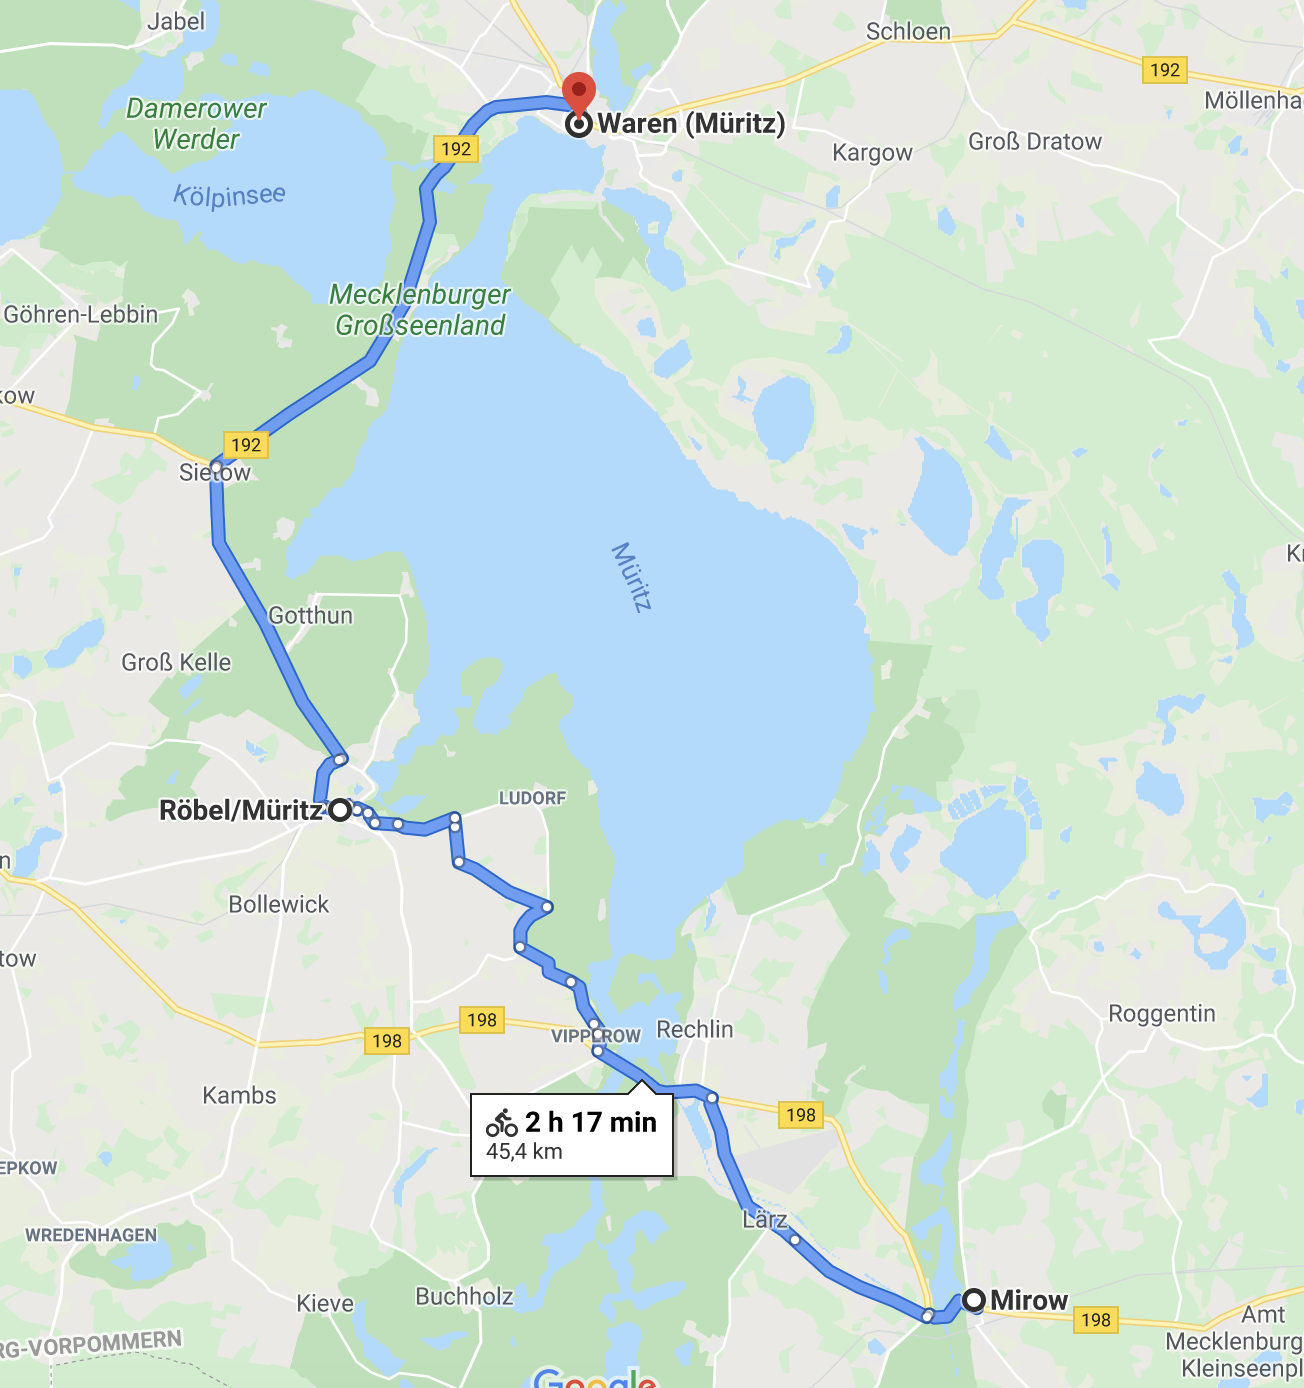 Jabel
Schloen
192
Möllenha
Damerower
Werder
Waren (Müritz)
192
Kargow
Groß Dratow
Kölpinsee
Mecklenburger
Großseenland
Göhren-Lebbin
kow
192
Sietow
Müritz
Kr
Gotthun
Groß Kelle
LUDORF
Röbel/Müritz
n
Bollewick
tow
198
198
VIPPEROW
Rechlin
Roggentin
Kambs
2 h 17 min
45,4 km
198
EPKOW
Lärz
WREDENHAGEN
Buchholz
Kieve
Mirow
198
Amt
Mecklenburg
Kleinseenpl
RG-VORPOMMERN
Google